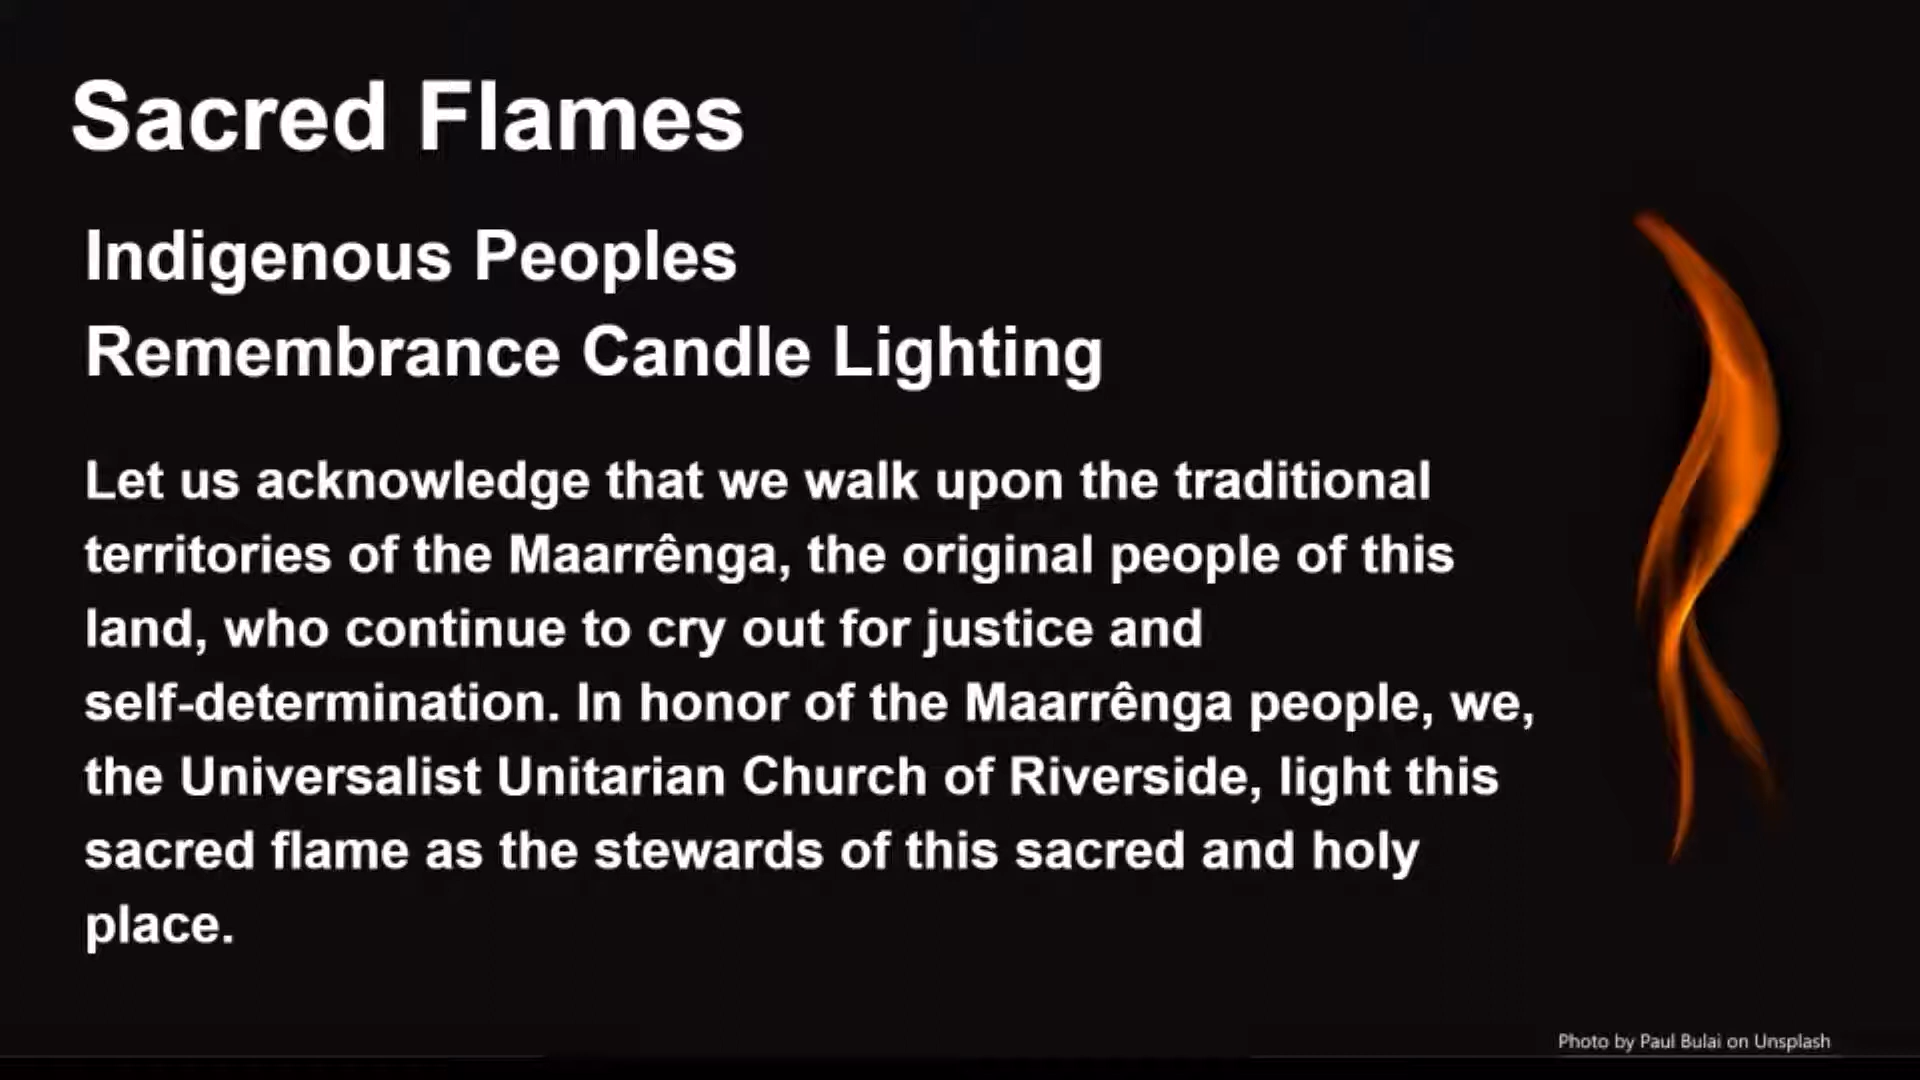 Sacred Flames
Indigenous Peoples
Remembrance Candle Lighting
Let us acknowledge that we walk upon the traditional
territories of the Maarrênga, the original people of this
land, who continue to cry out for justice and
self-determination. In honor of the Maarrênga people, we,
the Universalist Unitarian Church of Riverside, light this
sacred flame as the stewards of this sacred and holy
place.
Photo by Paul Bulai on Unsplash